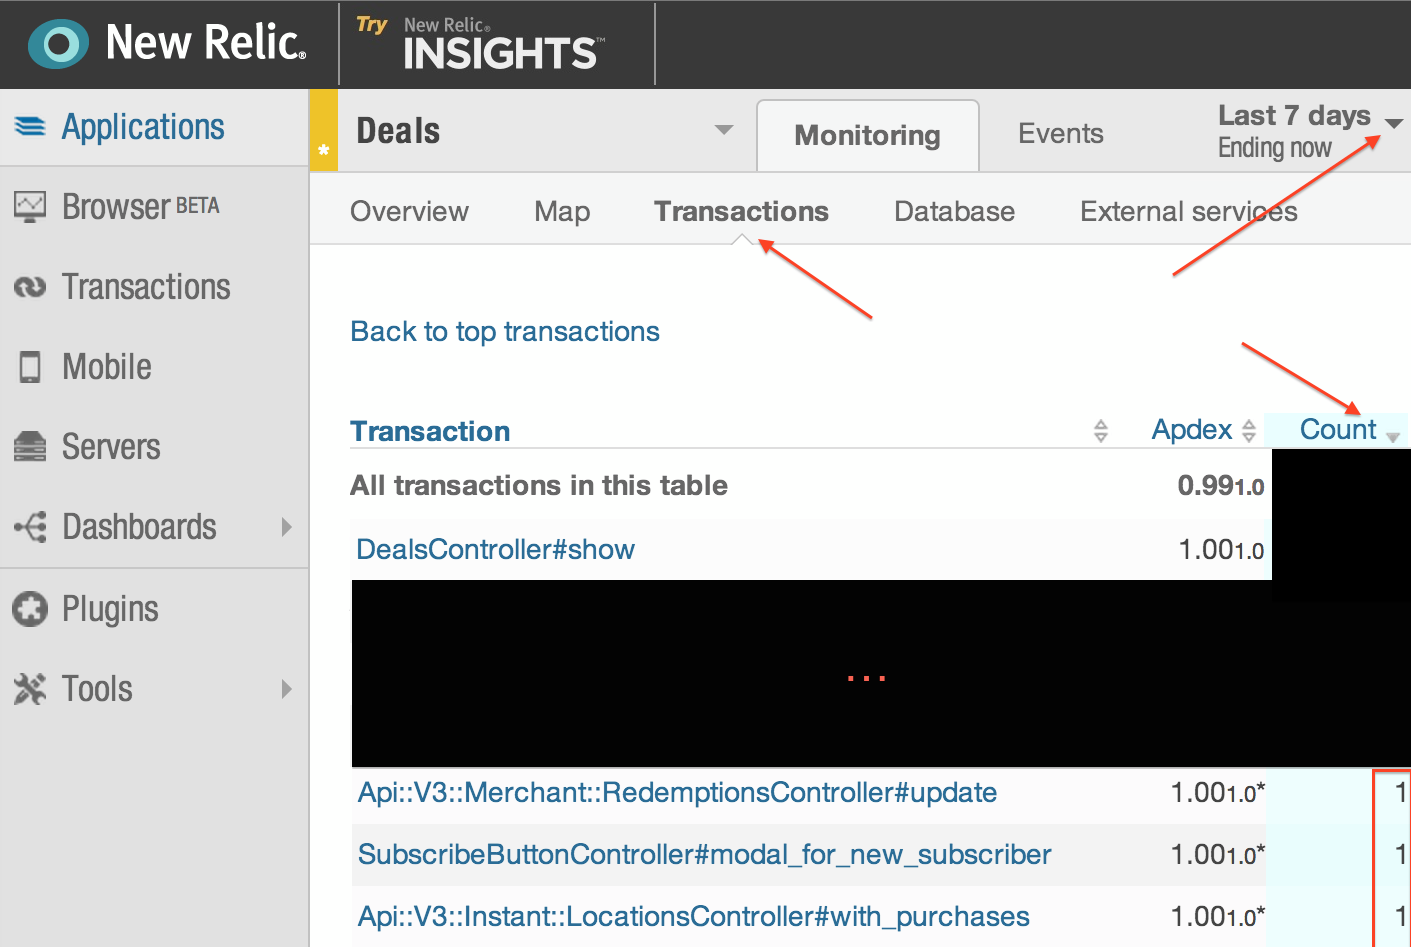 New Relic®
Try New Relic®
INSIGHTS™
Applications
Browser BETA
Transactions
Mobile
Servers
Dashboards
Plugins
Tools
*
Deals
Monitoring
Events
Last 7 days
Ending now
Overview
Map
Transactions
Database
External services
Back to top transactions
Transaction Apdex Count
All transactions in this table 0.99 1.0
DealsController#show 1.00 1.0
...
Api::V3::Merchant::RedemptionsController#update 1.00 1.0* 1
SubscribeButtonController#modal_for_new_subscriber 1.00 1.0* 1
Api::V3::Instant::LocationsController#with_purchases 1.00 1.0* 1